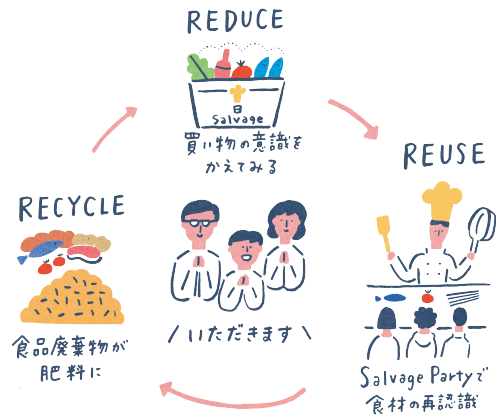 REDUCE
Salvage
買い物の意識を
かえてみる
REUSE
Salvage Partyで
食材の再認識
RECYCLE
食品廃棄物が
肥料に
いただきます